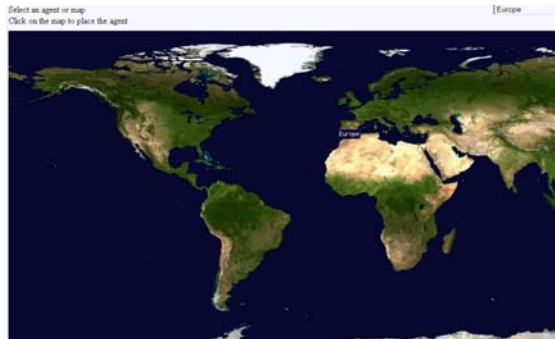 Select an agent or map
Europe
Click on the map to place the agent
Europe